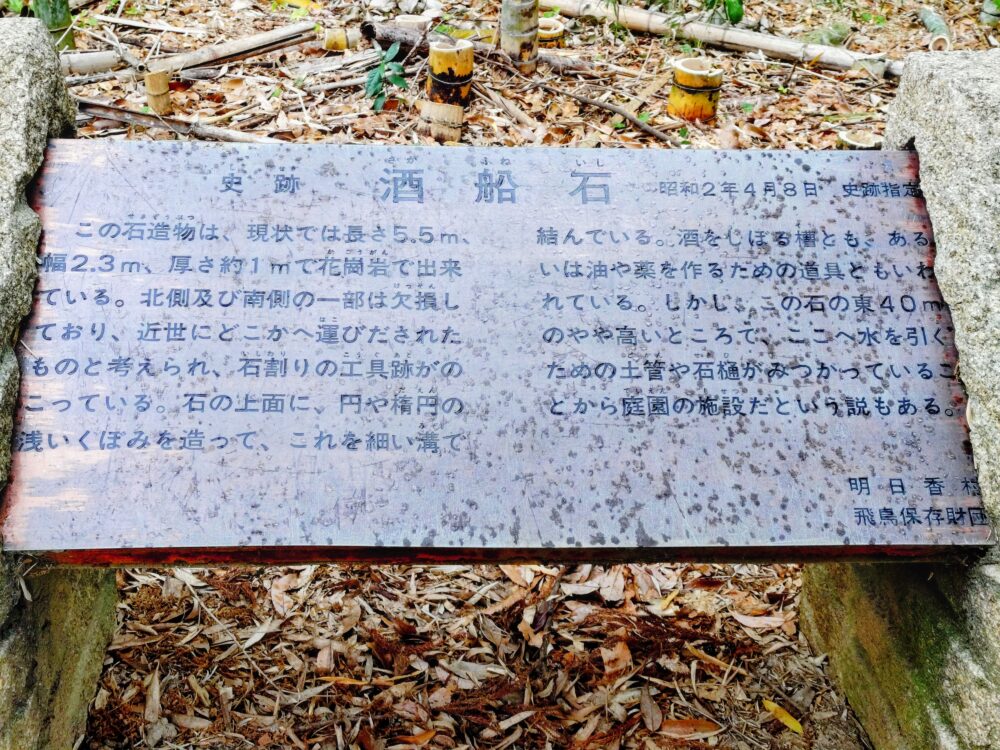 史跡 酒船石 昭和2年4月8日 史跡指定
この石造物は、現状では長さ5.5m、
幅2.3m、厚さ約1mで花崗岩で出来
ている。北側及び南側の一部は欠損し
ており、近世にどこかへ運びだされた
ものと考えられ、石割りの工具跡がの
こっている。石の上面に、円や楕円の
浅いくぼみを造って、これを細い溝で
結んでいる。酒をしぼる槽とも、ある
いは油や薬を作るための道具ともいわ
れている。しかし、この石の東40m
のやや高いところで、ここへ水を引く
ための土管や石樋がみつかっているこ
とから庭園の施設だという説もある。
明日香村
飛鳥保存財団